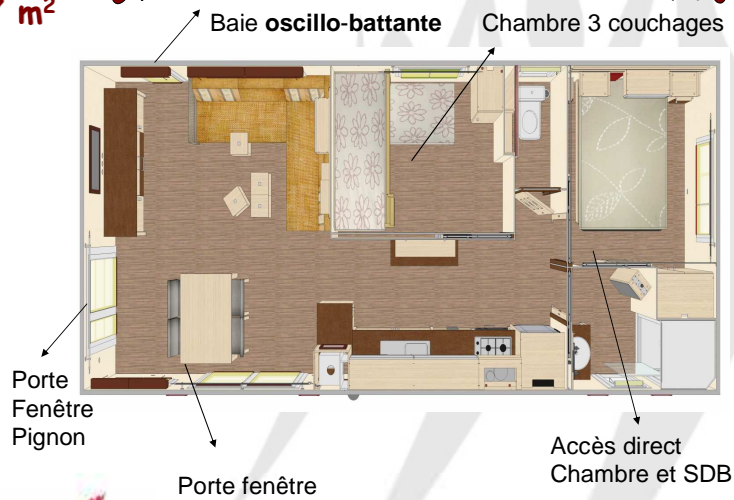 m²
Baie oscillo-battante
Chambre 3 couchages
Porte
Fenêtre
Pignon
Porte fenêtre
Accès direct
Chambre et SDB